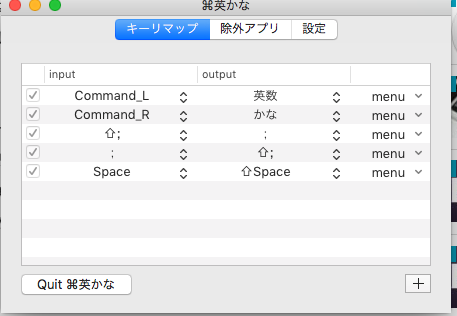 ⌘英かな
キーリマップ 除外アプリ 設定
input output
Command_L 英数 menu
Command_R かな menu
⇧; ; menu
; ⇧; menu
Space ⇧Space menu
Quit ⌘英かな +